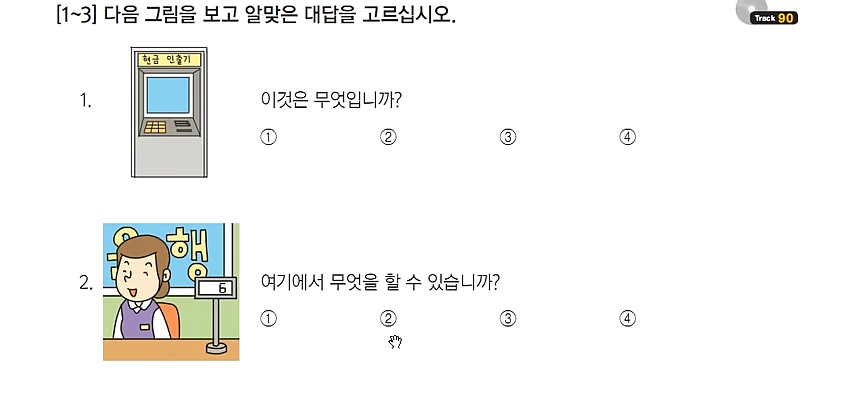 [1~3] 다음 그림을 보고 알맞은 대답을 고르십시오.
Track 90
현금 인출기
1. 이것은 무엇입니까?
① ② ③ ④
은행
6
2. 여기에서 무엇을 할 수 있습니까?
① ② ③ ④